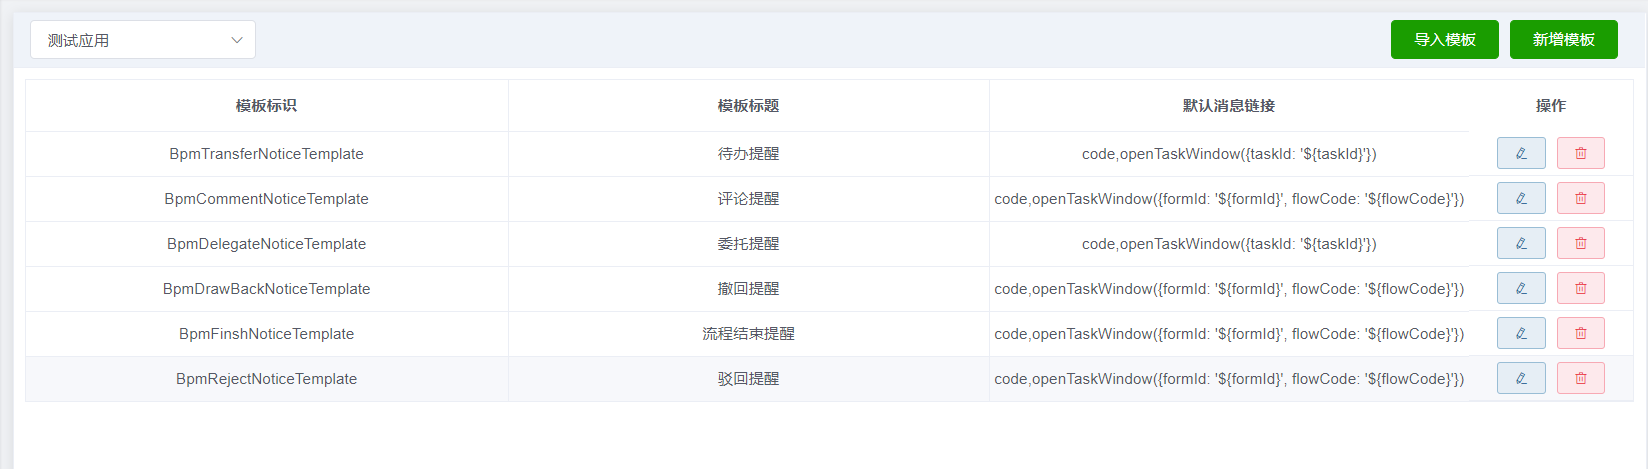 测试应用 导入模板 新增模板
模板标识 模板标题 默认消息链接 操作
BpmTransferNoticeTemplate 待办提醒 code,openTaskWindow({taskId: '${taskId}'})
BpmCommentNoticeTemplate 评论提醒 code,openTaskWindow({formId: '${formId}', flowCode: '${flowCode}'})
BpmDelegateNoticeTemplate 委托提醒 code,openTaskWindow({taskId: '${taskId}'})
BpmDrawBackNoticeTemplate 撤回提醒 code,openTaskWindow({formId: '${formId}', flowCode: '${flowCode}'})
BpmFinshNoticeTemplate 流程结束提醒 code,openTaskWindow({formId: '${formId}', flowCode: '${flowCode}'})
BpmRejectNoticeTemplate 驳回提醒 code,openTaskWindow({formId: '${formId}', flowCode: '${flowCode}'})